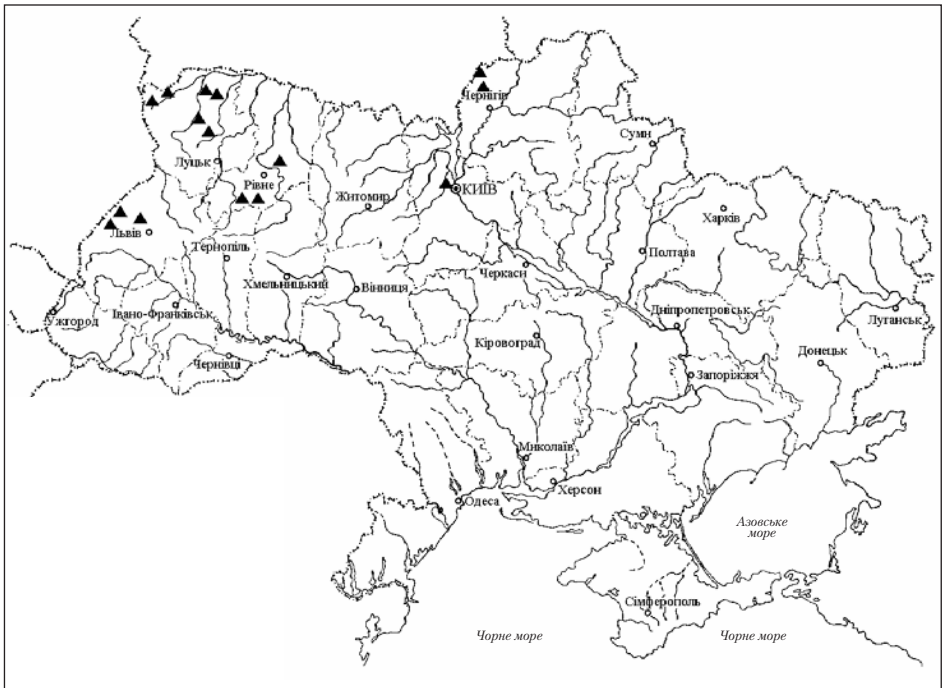 Чернігів
Суми
Луцьк
Рівне
КИЇВ
Житомир
Харків
Львів
Тернопіль
Полтава
Черкаси
Хмельницький
Вінниця
Ужгород
Івано-Франківськ
Дніпропетровськ
Луганськ
Кіровоград
Донецьк
Чернівці
Запоріжжя
Миколаїв
Херсон
Одеса
Азовське
море
Сімферополь
Чорне море
Чорне море